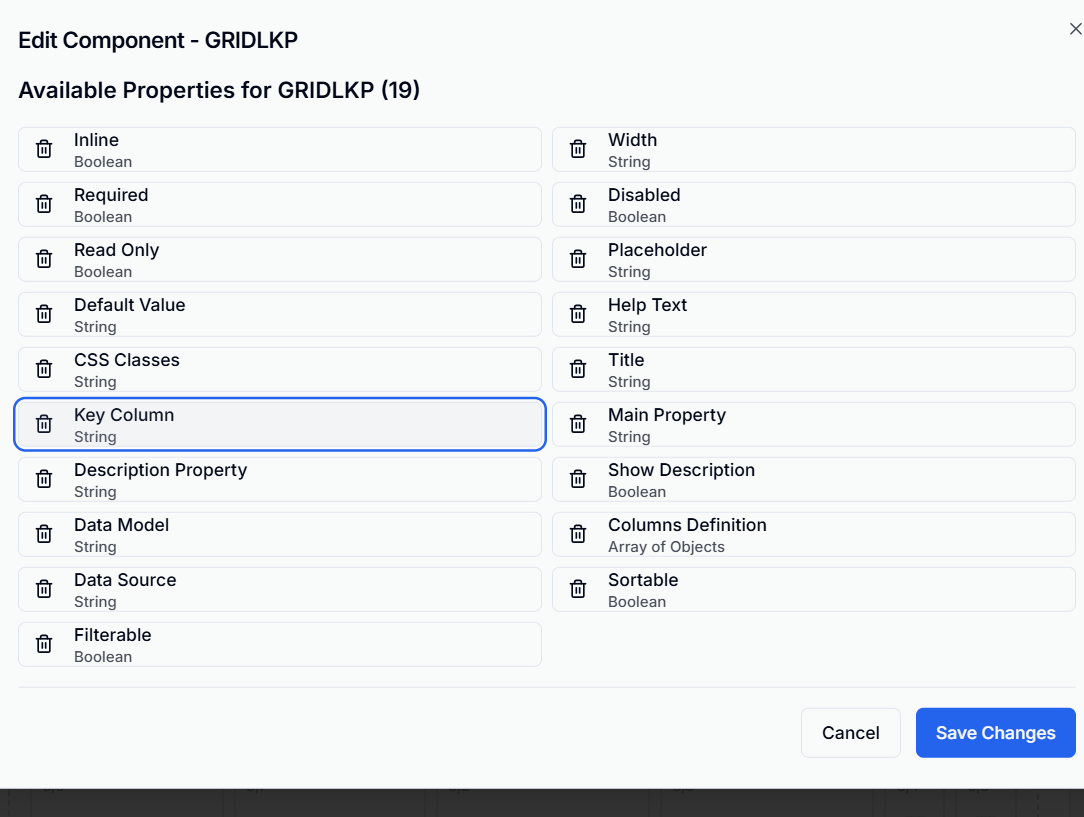 Edit Component - GRIDLKP
Available Properties for GRIDLKP (19)
Inline
Boolean
Width
String
Required
Boolean
Disabled
Boolean
Read Only
Boolean
Placeholder
String
Default Value
String
Help Text
String
CSS Classes
String
Title
String
Key Column
String
Main Property
String
Description Property
String
Show Description
Boolean
Data Model
String
Columns Definition
Array of Objects
Data Source
String
Sortable
Boolean
Filterable
Boolean
Cancel
Save Changes